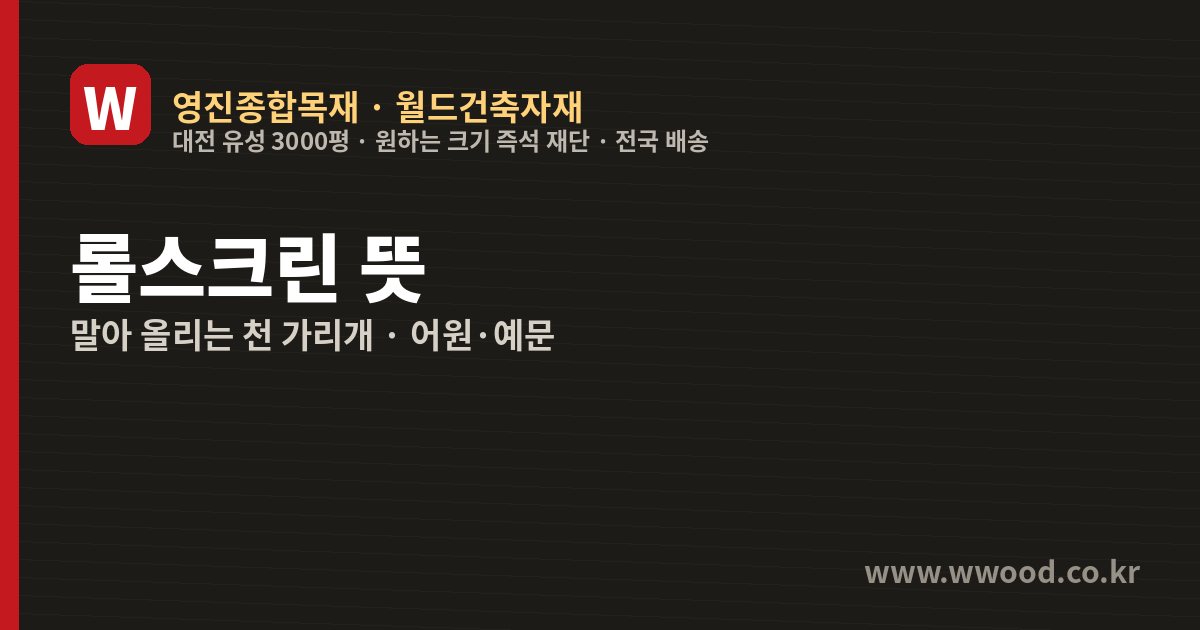 W
영진종합목재 · 월드건축자재
대전 유성 3000평 · 원하는 크기 즉석 재단 · 전국 배송
롤스크린 뜻
말아 올리는 천 가리개 · 어원·예문
www.wwood.co.kr